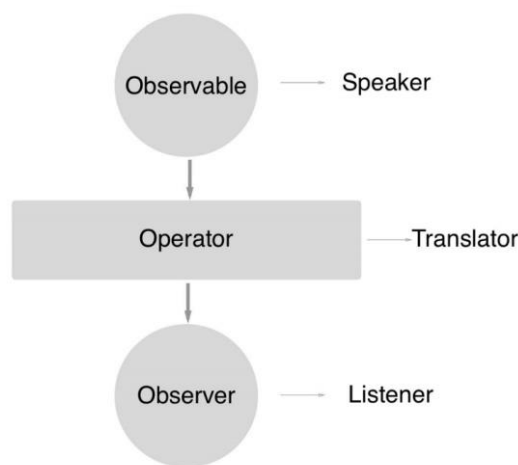 Observable
Speaker
Operator
Translator
Observer
Listener